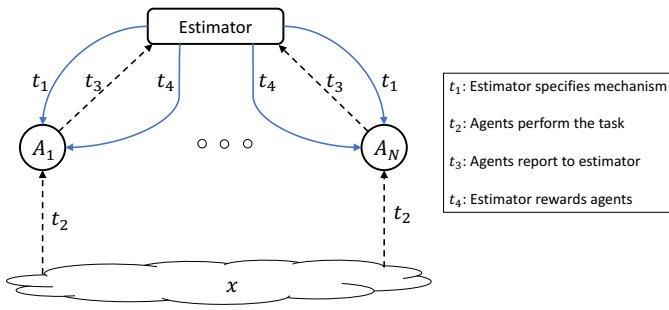 Estimator
t₁ t₃ t₄ t₄ t₃ t₁
A₁ A_N
t₂ t₂
x
t₁: Estimator specifies mechanism
t₂: Agents perform the task
t₃: Agents report to estimator
t₄: Estimator rewards agents